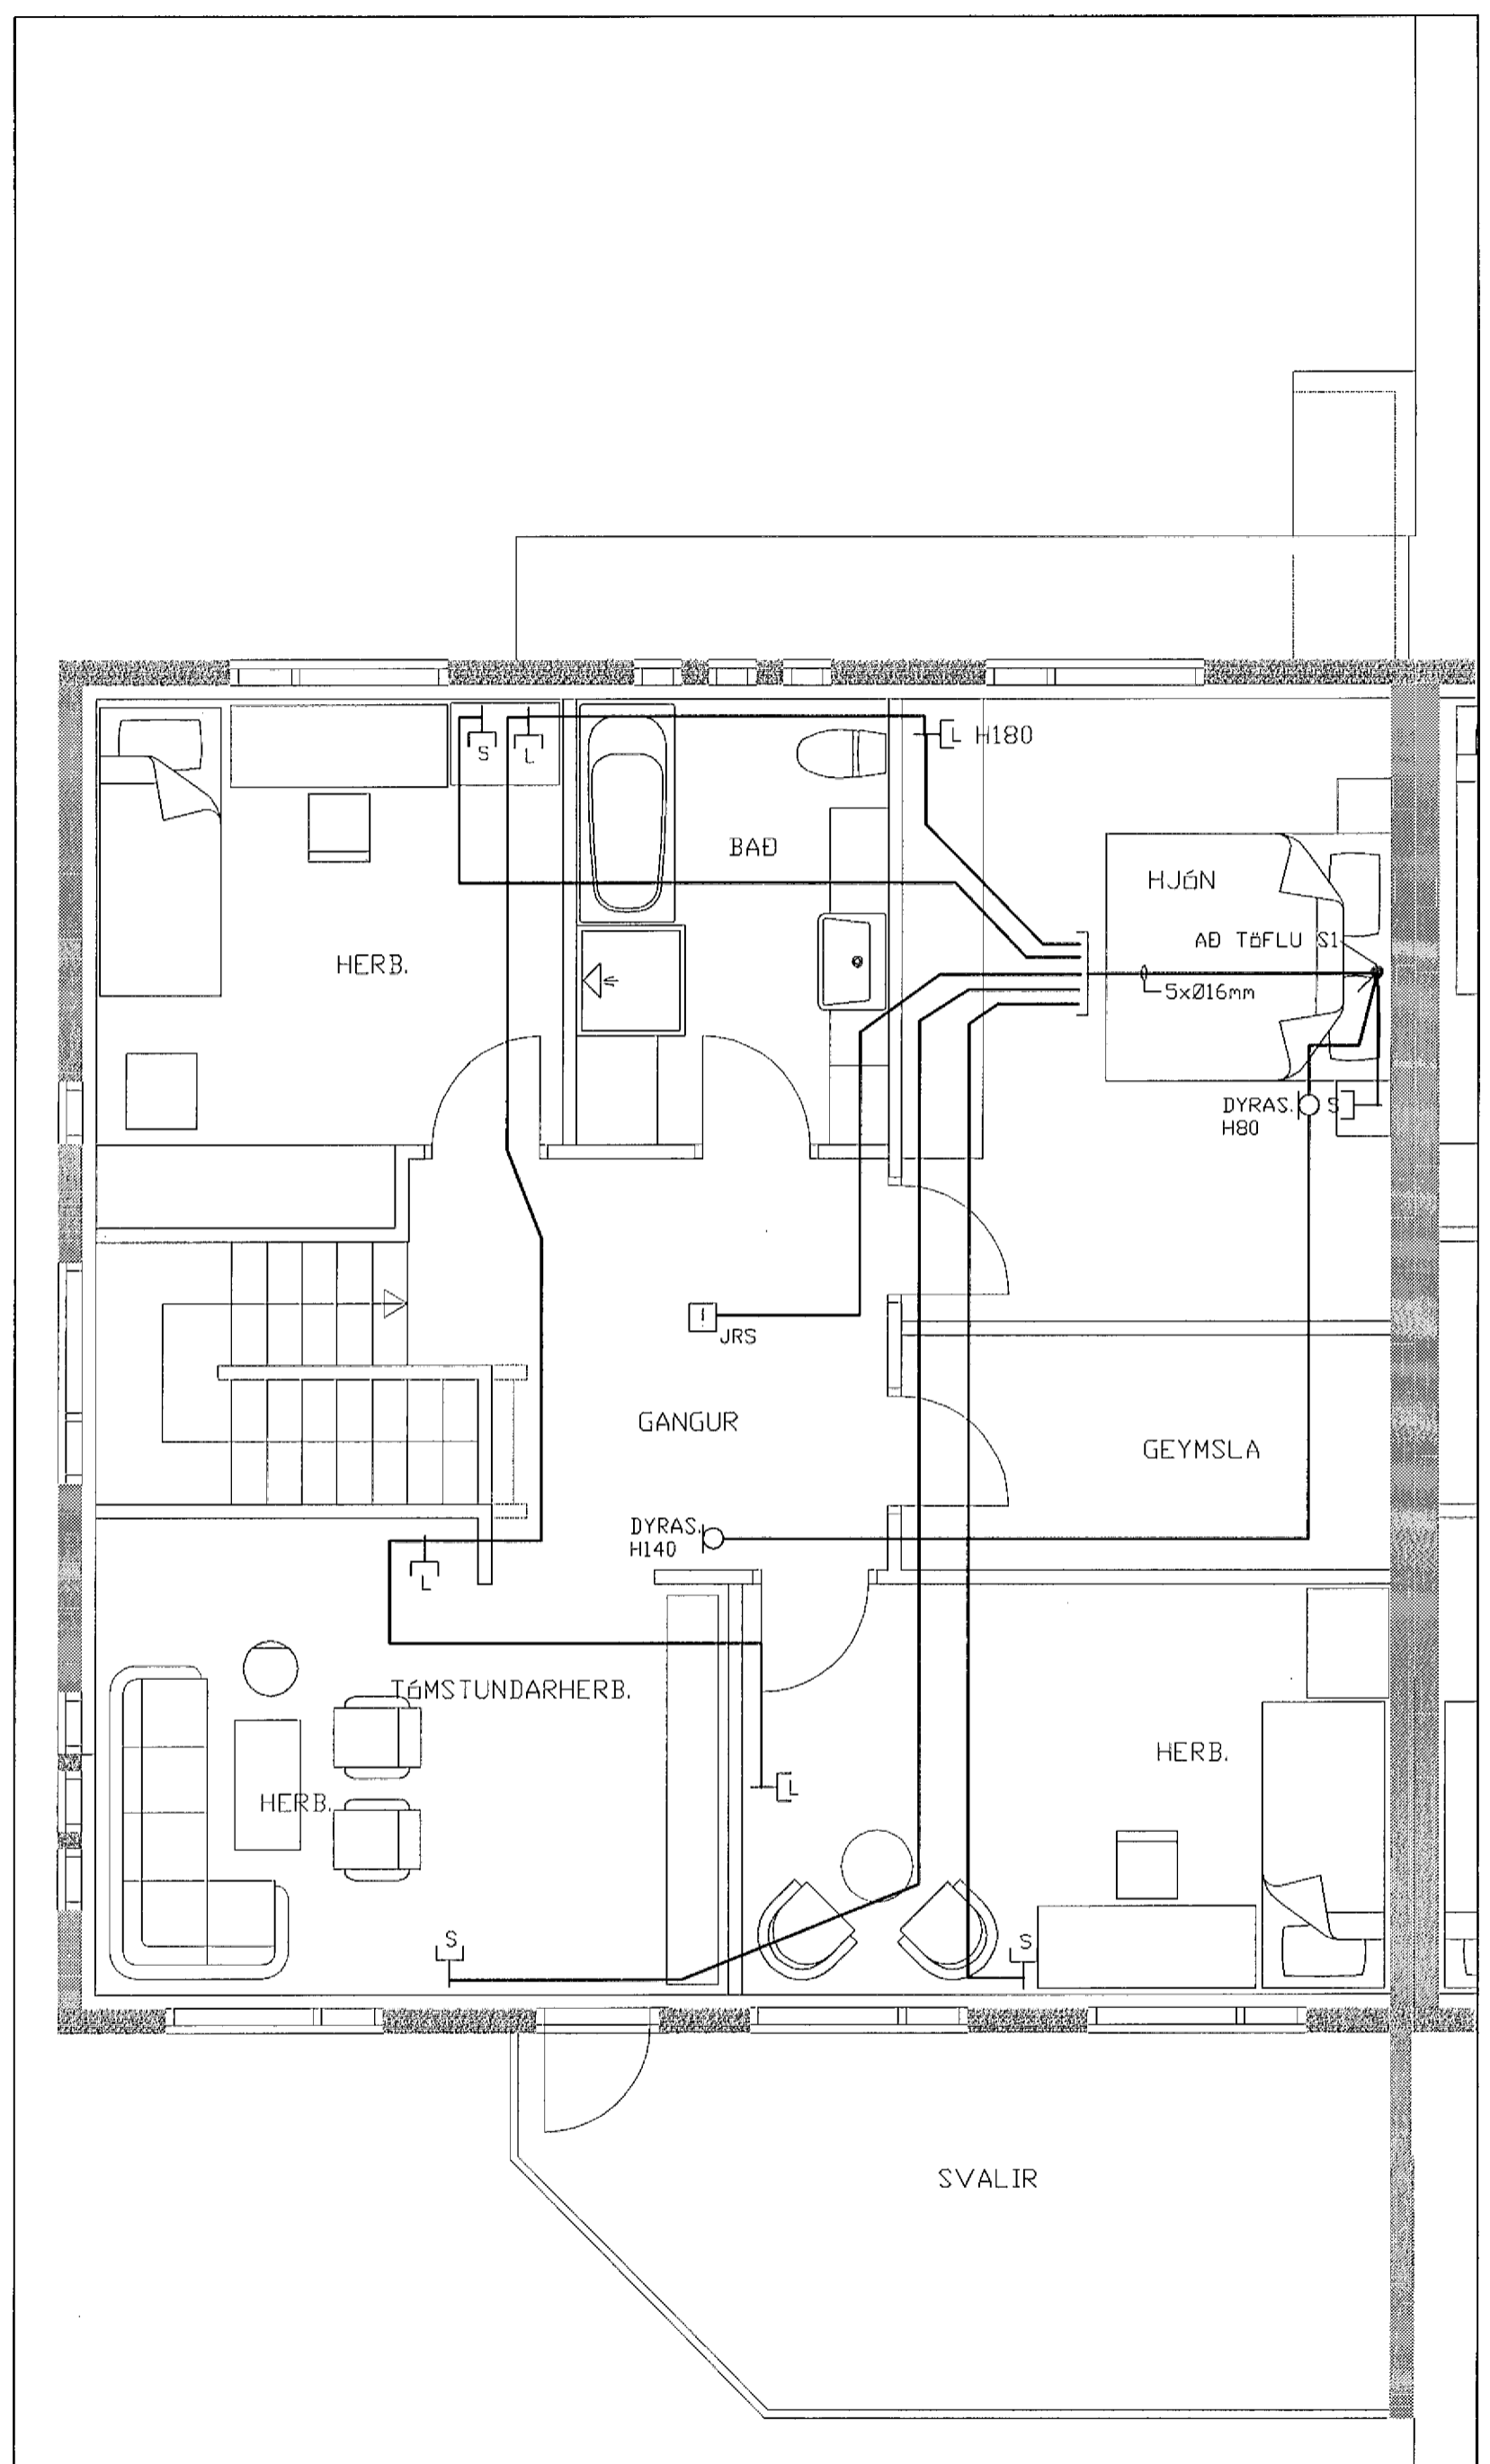 S
L
L H180
BAÐ
HJÓN
HERB.
AÐ TÖFLU S1
5xØ16mm
DYRAS.
H80
S
JRS
GANGUR
GEYMSLA
DYRAS.
H140
L
TÓMSTUNDARHERB.
HERB.
HERB.
L
S
S
SVALIR